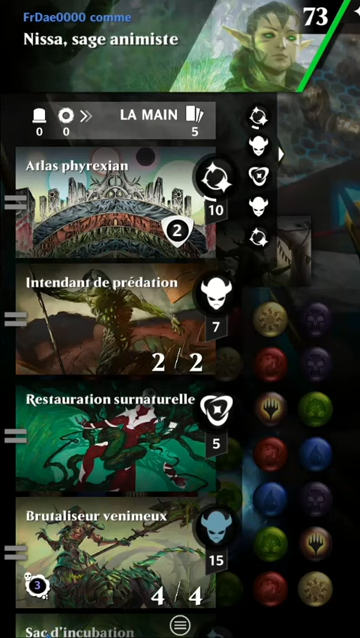 FrDae0000 comme
73
Nissa, sage animiste
LA MAIN
0
0
5
Atlas phyrexian
10
2
Intendant de prédation
7
2 / 2
Restauration surnaturelle
5
Brutaliseur venimeux
15
3
4 / 4
Sac d'incubation